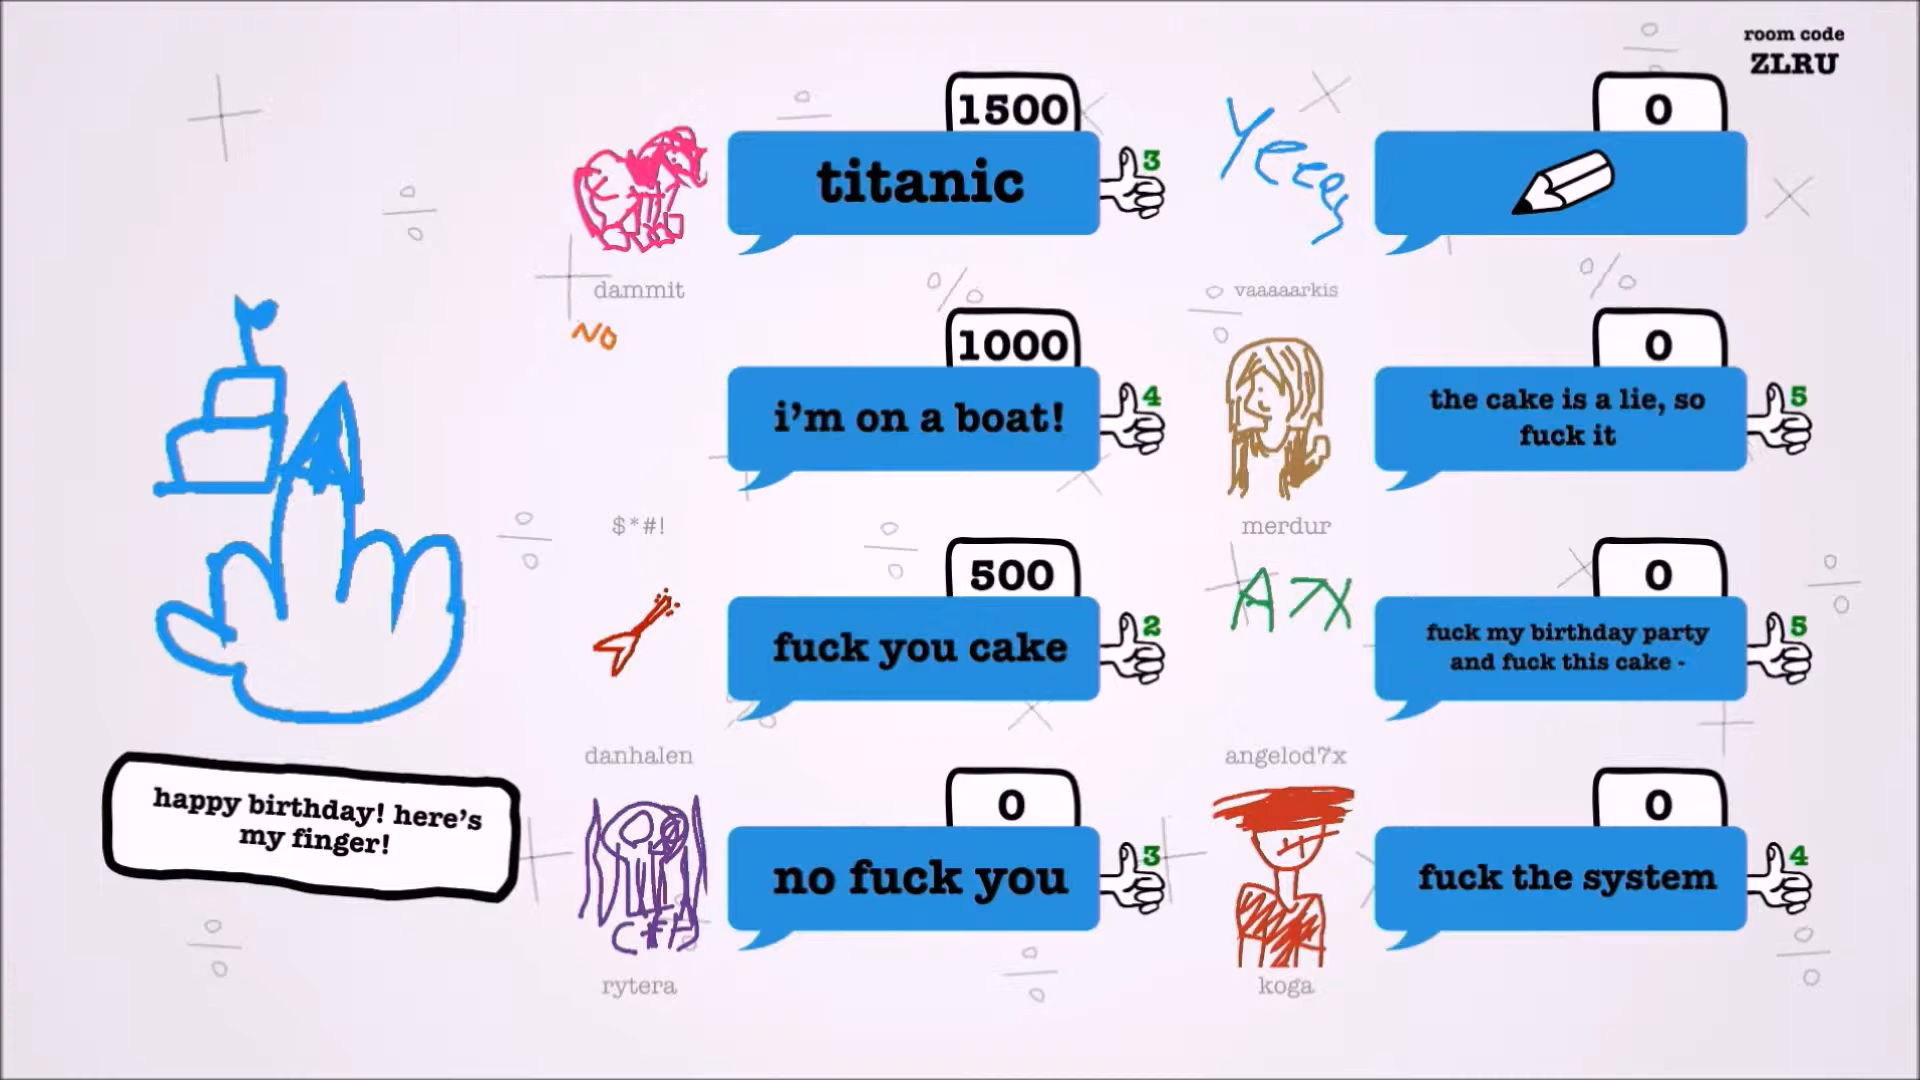 room code
ZLRU
1500
titanic
3
dammit
0
Yeees
vaaaaarkis
NO
1000
i'm on a boat!
4
$*#!
0
the cake is a lie, so
fuck it
5
merdur
500
fuck you cake
2
danhalen
A7X
0
fuck my birthday party
and fuck this cake -
5
angelod7x
happy birthday! here's
my finger!
0
no fuck you
3
rytera
0
fuck the system
4
koga